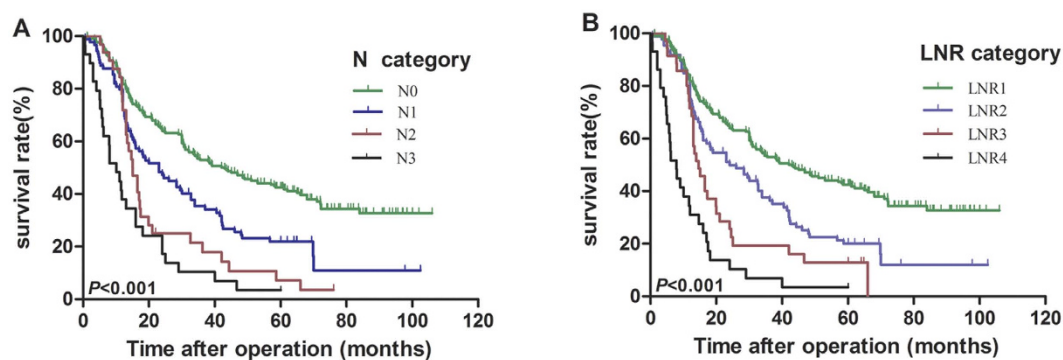 A
N category
N0
N1
N2
N3
survival rate(%)
100
80
60
40
20
0
P<0.001
0 20 40 60 80 100 120
Time after operation (months)
B
LNR category
LNR1
LNR2
LNR3
LNR4
survival rate(%)
100
80
60
40
20
0
P<0.001
0 20 40 60 80 100 120
Time after operation (months)